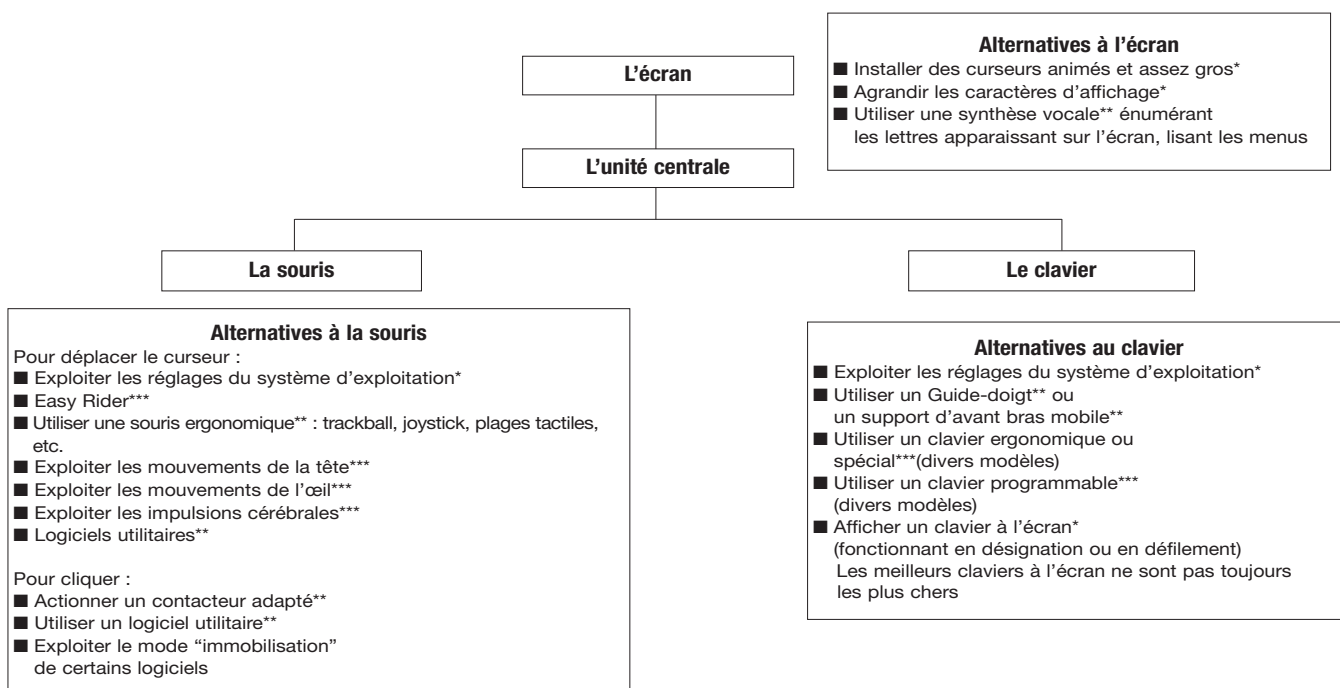 L'écran
Alternatives à l'écran
■ Installer des curseurs animés et assez gros*
■ Agrandir les caractères d'affichage*
■ Utiliser une synthèse vocale** énumérant
les lettres apparaissant sur l'écran, lisant les menus
L'unité centrale
La souris
Le clavier
Alternatives à la souris
Pour déplacer le curseur :
■ Exploiter les réglages du système d'exploitation*
■ Easy Rider***
■ Utiliser une souris ergonomique** : trackball, joystick, plages tactiles,
etc.
■ Exploiter les mouvements de la tête***
■ Exploiter les mouvements de l'œil***
■ Exploiter les impulsions cérébrales***
■ Logiciels utilitaires**
Pour cliquer :
■ Actionner un contacteur adapté**
■ Utiliser un logiciel utilitaire**
■ Exploiter le mode “immobilisation”
de certains logiciels
Alternatives au clavier
■ Exploiter les réglages du système d'exploitation*
■ Utiliser un Guide-doigt** ou
un support d'avant bras mobile**
■ Utiliser un clavier ergonomique ou
spécial***(divers modèles)
■ Utiliser un clavier programmable***
(divers modèles)
■ Afficher un clavier à l'écran*
(fonctionnant en désignation ou en défilement)
Les meilleurs claviers à l'écran ne sont pas toujours
les plus chers